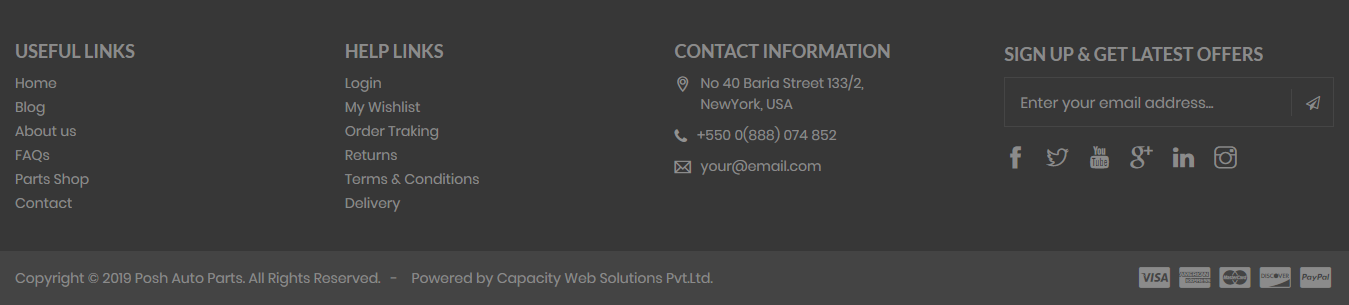 USEFUL LINKS
Home
Blog
About us
FAQs
Parts Shop
Contact
HELP LINKS
Login
My Wishlist
Order Traking
Returns
Terms & Conditions
Delivery
CONTACT INFORMATION
No 40 Baria Street 133/2,
NewYork, USA
+550 0(888) 074 852
your@email.com
SIGN UP & GET LATEST OFFERS
Enter your email address...
You
Tube
Copyright © 2019 Posh Auto Parts. All Rights Reserved. - Powered by Capacity Web Solutions Pvt.Ltd.
VISA
AMERICAN EXPRESS
MasterCard
DISCOVER
PayPal